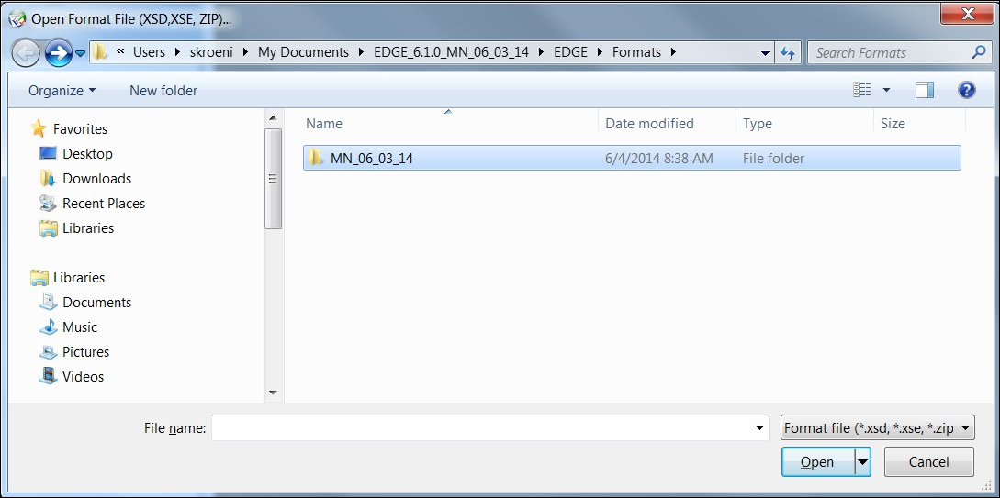 Open Format File (XSD,XSE, ZIP)...
« Users skroeni My Documents EDGE_6.1.0_MN_06_03_14 EDGE Formats
Search Formats
Organize New folder
Name Date modified Type Size
MN_06_03_14 6/4/2014 8:38 AM File folder
Favorites
Desktop
Downloads
Recent Places
Libraries
Libraries
Documents
Music
Pictures
Videos
File name:
Format file (*.xsd, *.xse, *.zip
Open Cancel